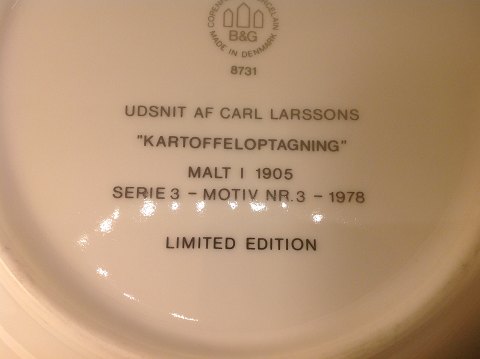 COPENHAGEN PORCELAIN
B&G
MADE IN DENMARK
8731
UDSNIT AF CARL LARSSONS
"KARTOFFELOPTAGNING"
MALT I 1905
SERIE 3 - MOTIV NR. 3 - 1978
LIMITED EDITION